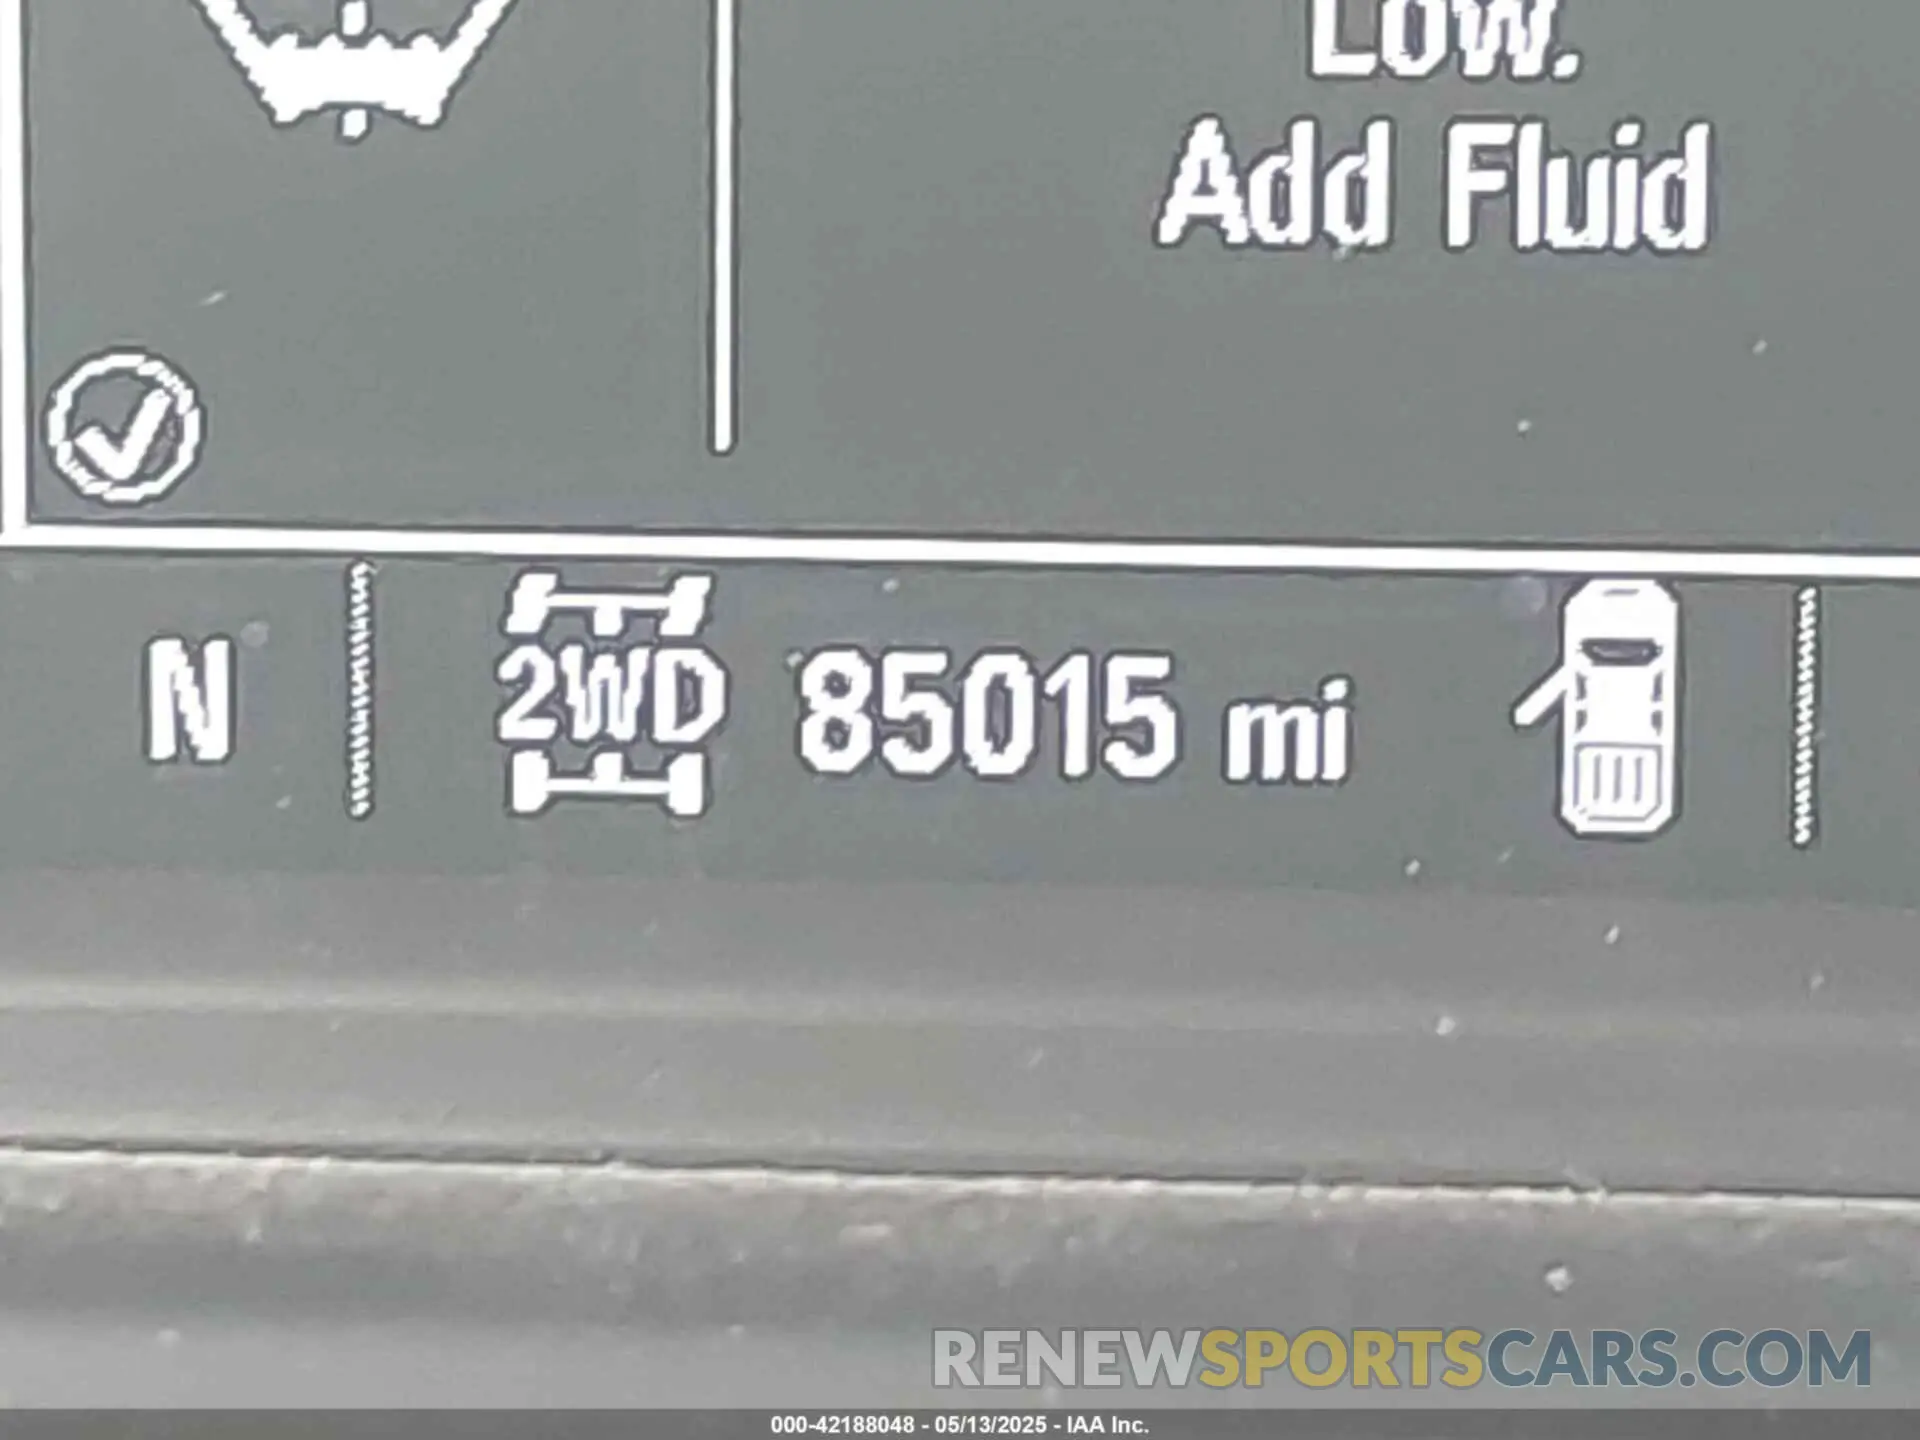 Low.
Add Fluid
N 2WD 85015 mi
RENEWSPORTSCARS.COM
000-42188048 - 05/13/2025 - IAA Inc.